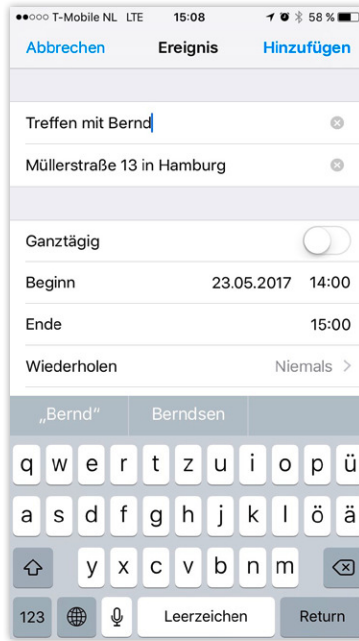 T-Mobile NL LTE 15:08 58 %
Abbrechen Ereignis Hinzufügen
Treffen mit Bernd
Müllerstraße 13 in Hamburg
Ganztägig
Beginn 23.05.2017 14:00
Ende 15:00
Wiederholen Niemals >
„Bernd“ Berndsen
q w e r t z u i o p ü
a s d f g h j k l ö ä
y x c v b n m
123 Leerzeichen Return